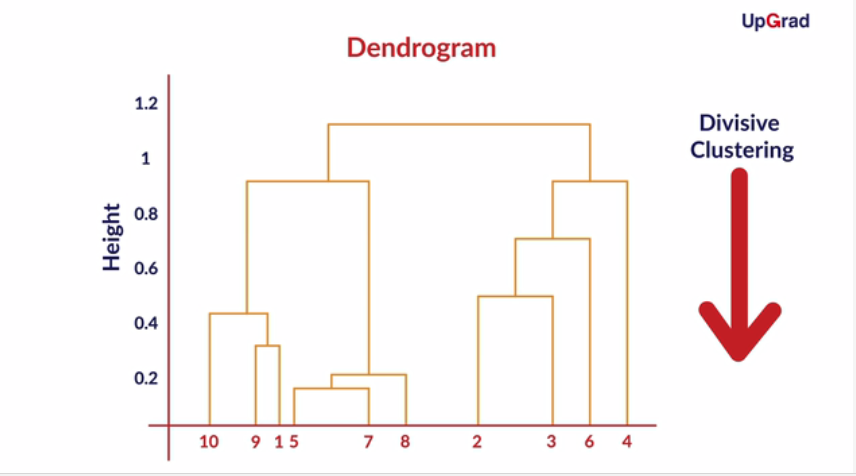 UpGrad
Dendrogram
Divisive
Clustering
Height
1.2
1
0.8
0.6
0.4
0.2
10 9 1 5 7 8 2 3 6 4